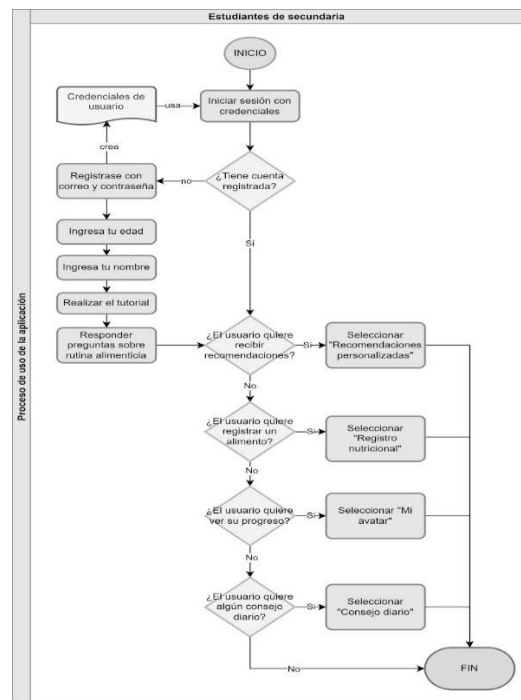 Estudiantes de secundaria
Proceso de uso de la aplicación
INICIO
Credenciales de
usuario
usa
Iniciar sesión con
credenciales
crea
Registrase con
correo y contraseña
no
¿Tiene cuenta
registrada?
Ingresa tu edad
Sí
Ingresa tu nombre
Realizar el tutorial
Responder
preguntas sobre
rutina alimenticia
¿El usuario quiere
recibir
recomendaciones?
Si
Seleccionar
"Recomendaciones
personalizadas"
No
¿El usuario quiere
registrar un
alimento?
Si
Seleccionar
"Registro
nutricional"
No
¿El usuario quiere
ver su progreso?
Si
Seleccionar "Mi
avatar"
No
¿El usuario quiere
algún consejo
diario?
Si
Seleccionar
"Consejo diario"
No
FIN